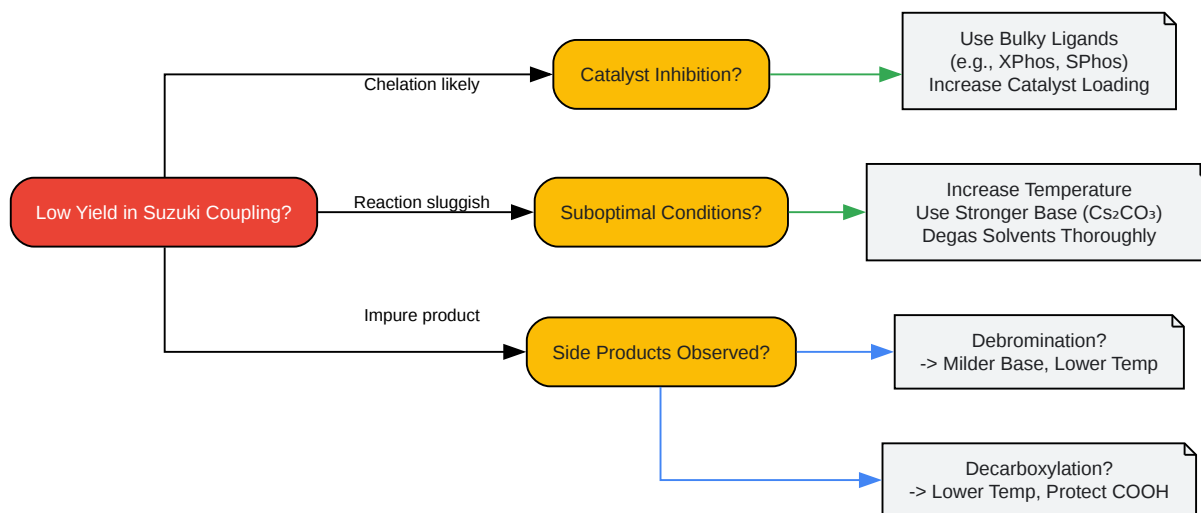 Low Yield in Suzuki Coupling?
Chelation likely
Catalyst Inhibition?
Use Bulky Ligands
(e.g., XPhos, SPhos)
Increase Catalyst Loading
Reaction sluggish
Suboptimal Conditions?
Increase Temperature
Use Stronger Base (Cs₂CO₃)
Degas Solvents Thoroughly
Impure product
Side Products Observed?
Debromination?
-> Milder Base, Lower Temp
Decarboxylation?
-> Lower Temp, Protect COOH